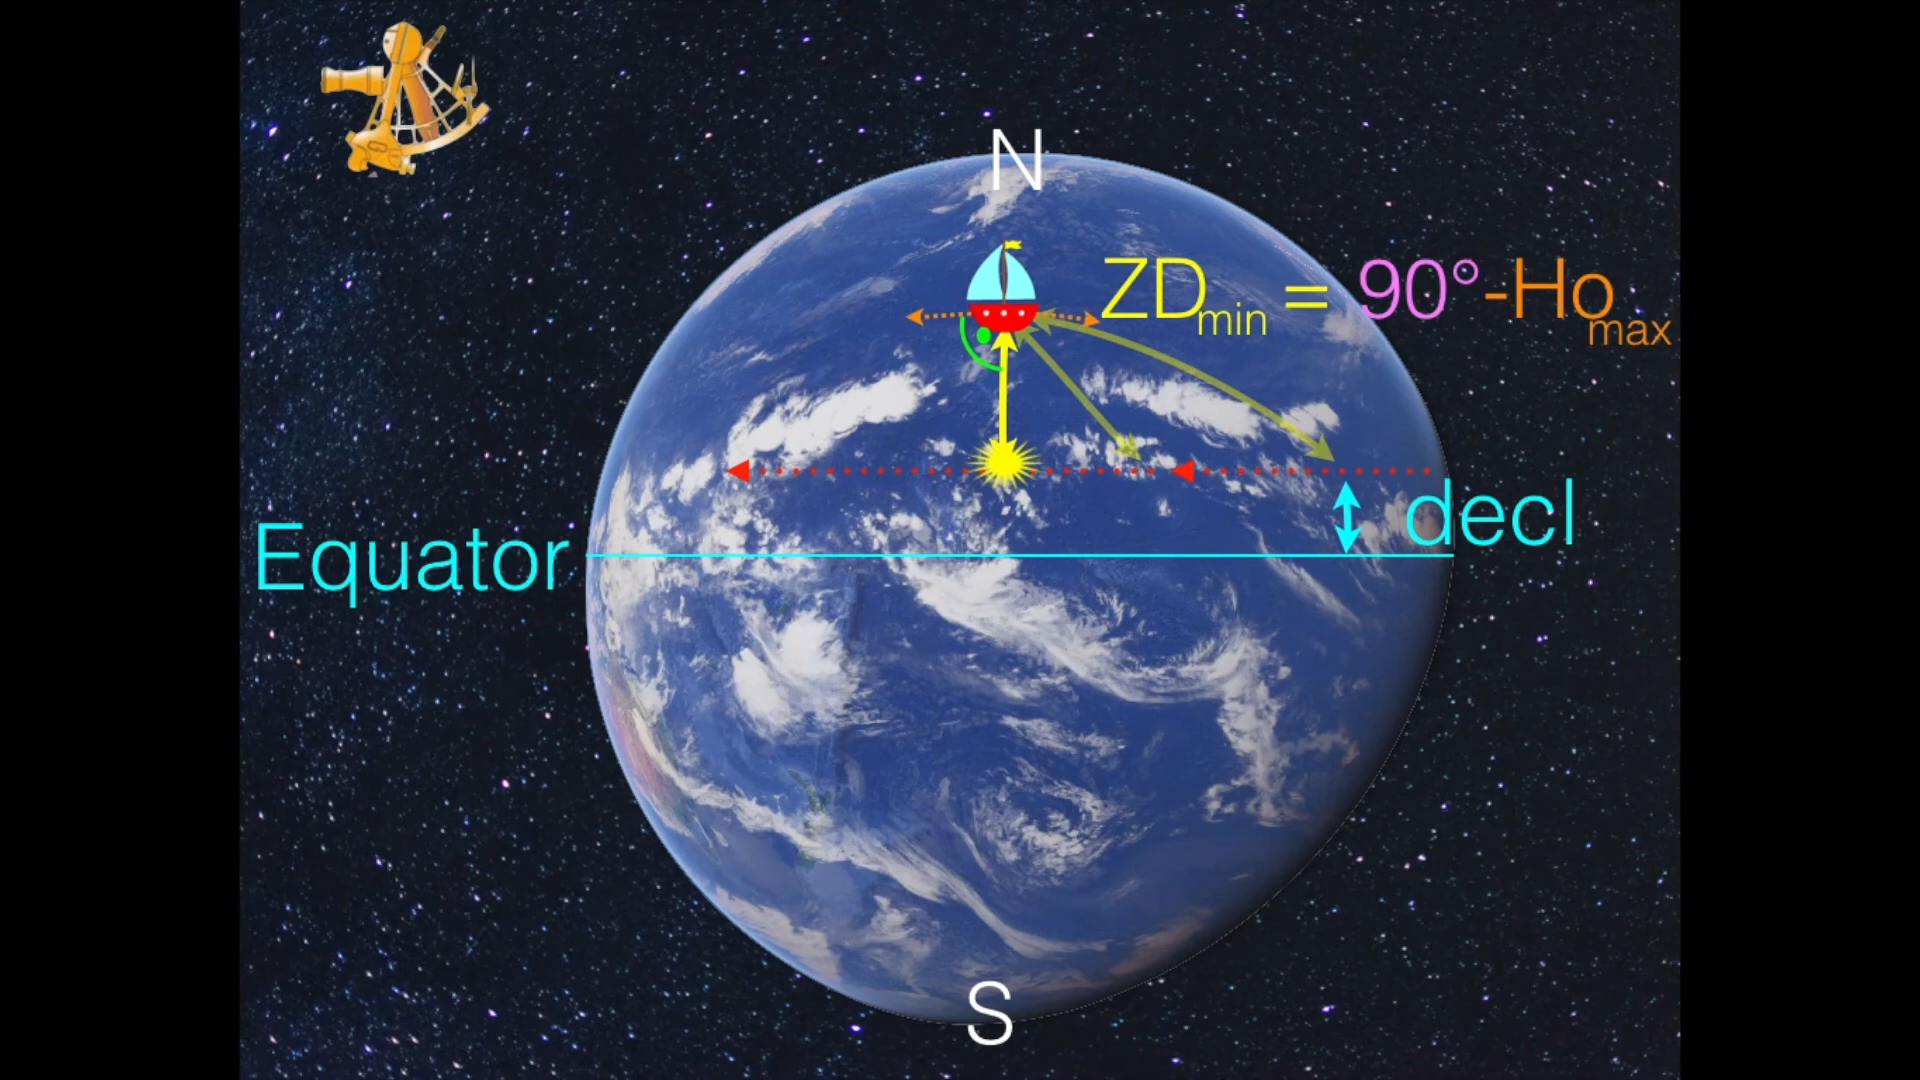 N
ZDmin = 90°-Homax
decl
Equator
S